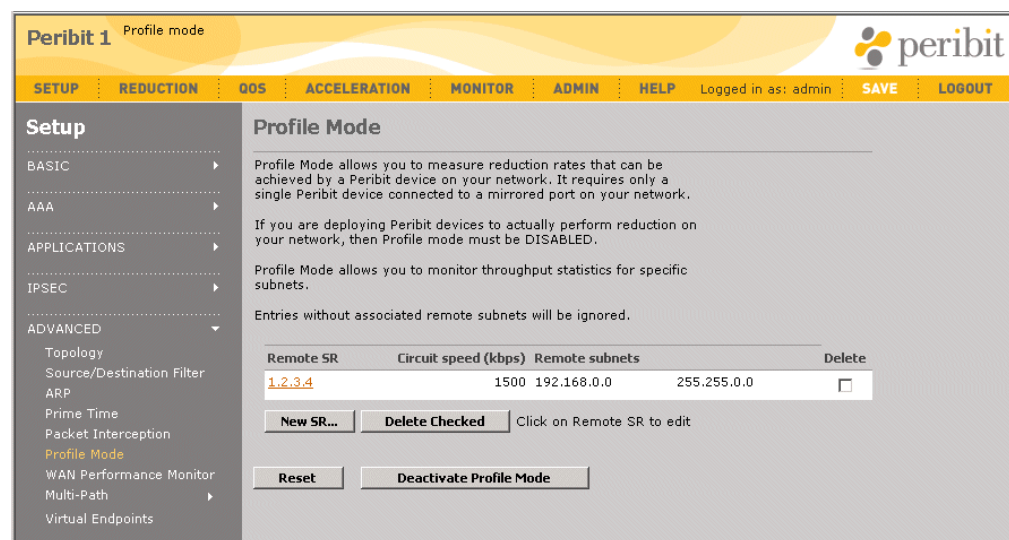 Peribit 1 Profile mode
peribit
SETUP REDUCTION QOS ACCELERATION MONITOR ADMIN HELP Logged in as: admin SAVE LOGOUT
Setup
BASIC
AAA
APPLICATIONS
IPSEC
ADVANCED
Topology
Source/Destination Filter
ARP
Prime Time
Packet Interception
Profile Mode
WAN Performance Monitor
Multi-Path
Virtual Endpoints
Profile Mode
Profile Mode allows you to measure reduction rates that can be
achieved by a Peribit device on your network. It requires only a
single Peribit device connected to a mirrored port on your network.
If you are deploying Peribit devices to actually perform reduction on
your network, then Profile mode must be DISABLED.
Profile Mode allows you to monitor throughput statistics for specific
subnets.
Entries without associated remote subnets will be ignored.
Remote SR Circuit speed (kbps) Remote subnets Delete
1.2.3.4 1500 192.168.0.0 255.255.0.0
New SR... Delete Checked Click on Remote SR to edit
Reset Deactivate Profile Mode